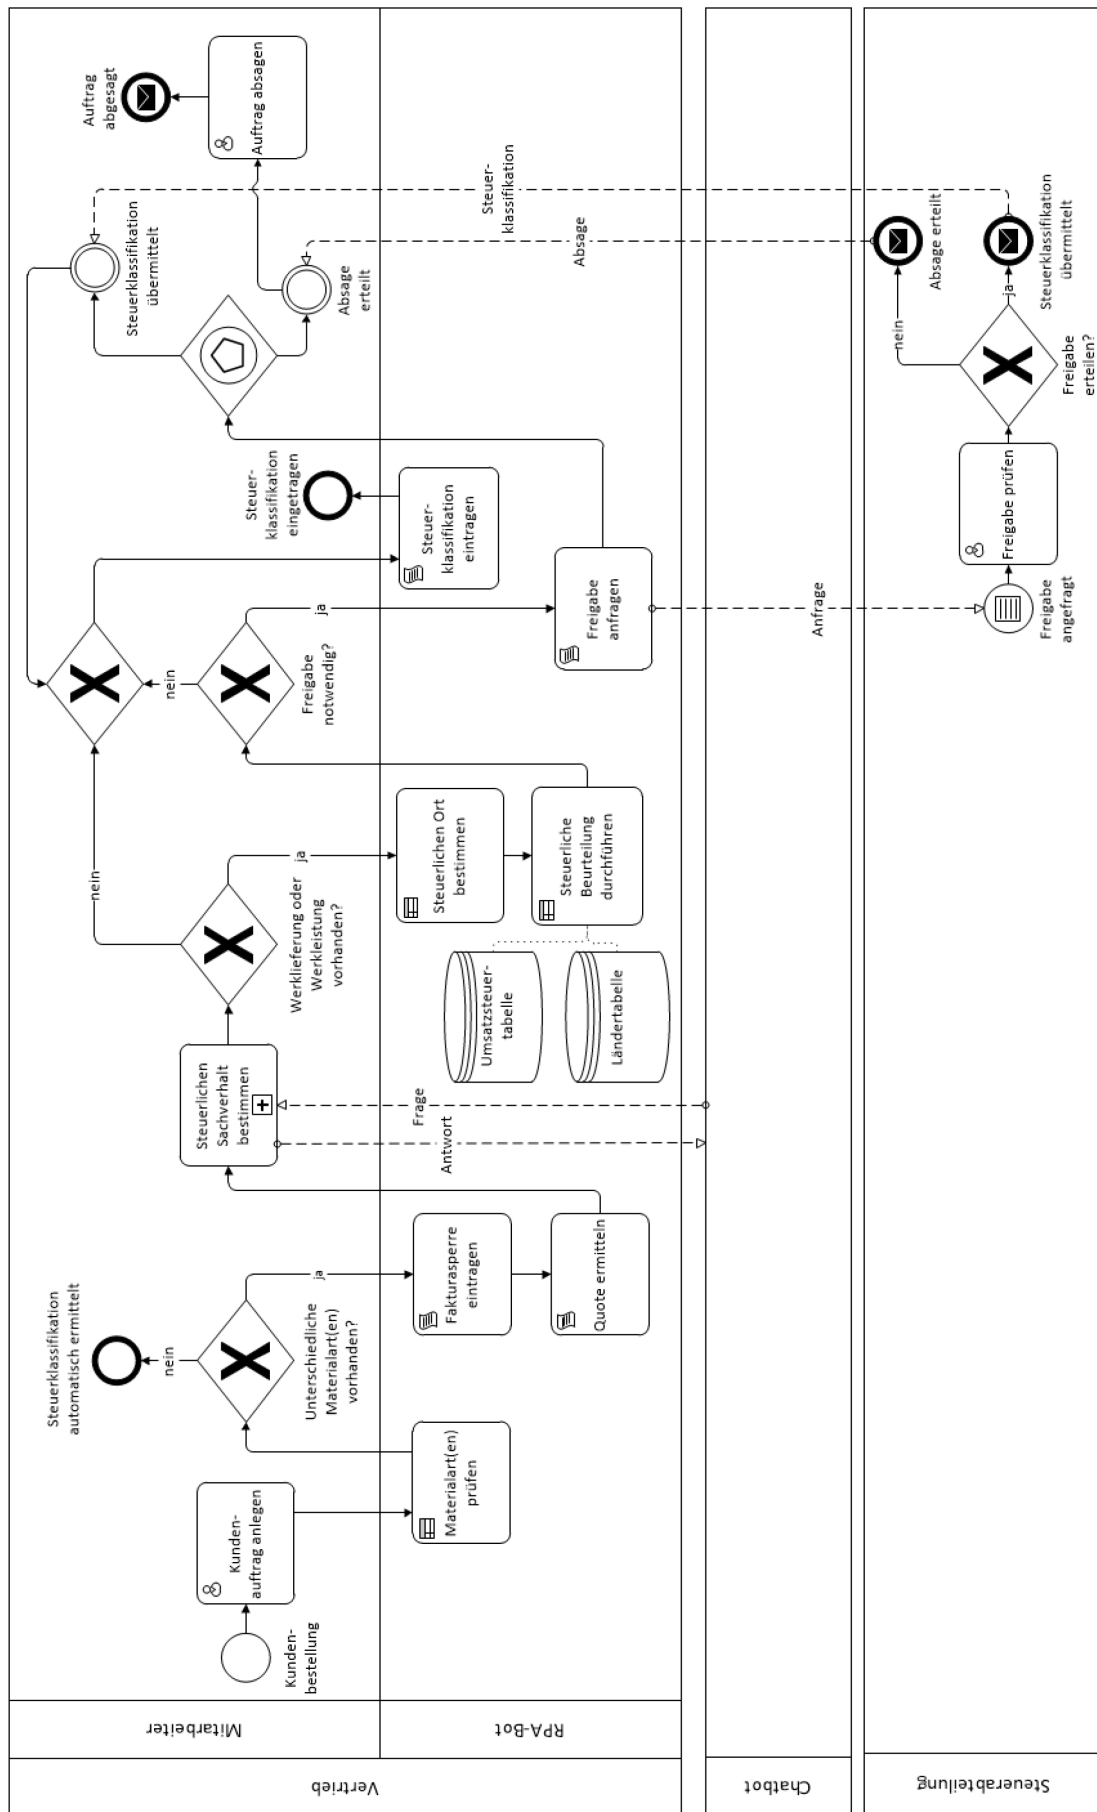 Vertrieb
Mitarbeiter
RPA-Bot
Chatbot
Steuerabteilung
Kunden-
bestellung
Kunden-
auftrag anlegen
Materialart(en)
prüfen
Unterschiedliche
Materialart(en)
vorhanden?
nein
Steuerklassifikation
automatisch ermittelt
ja
Fakturasperre
eintragen
Quote ermitteln
Steuerlichen
Sachverhalt
bestimmen
Antwort
Frage
Werklieferung oder
Werkleistung
vorhanden?
nein
ja
Steuerlichen Ort
bestimmen
Steuerliche
Beurteilung
durchführen
Umsatzsteuer-
tabelle
Ländertabelle
Freigabe
notwendig?
nein
ja
Freigabe
anfragen
Anfrage
Steuer-
klassifikation
eintragen
Steuer-
klassifikation
eingetragen
Freigabe
angefragt
Freigabe prüfen
Freigabe
erteilen?
nein
ja
Absage erteilt
Steuerklassifikation
übermittelt
Absage
Steuer-
klassifikation
Steuerklassifikation
übermittelt
Absage
erteilt
Auftrag absagen
Auftrag
abgesagt